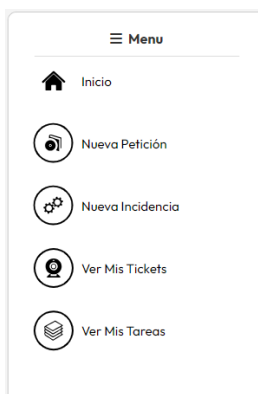 Menu
Inicio
Nueva Petición
Nueva Incidencia
Ver Mis Tickets
Ver Mis Tareas